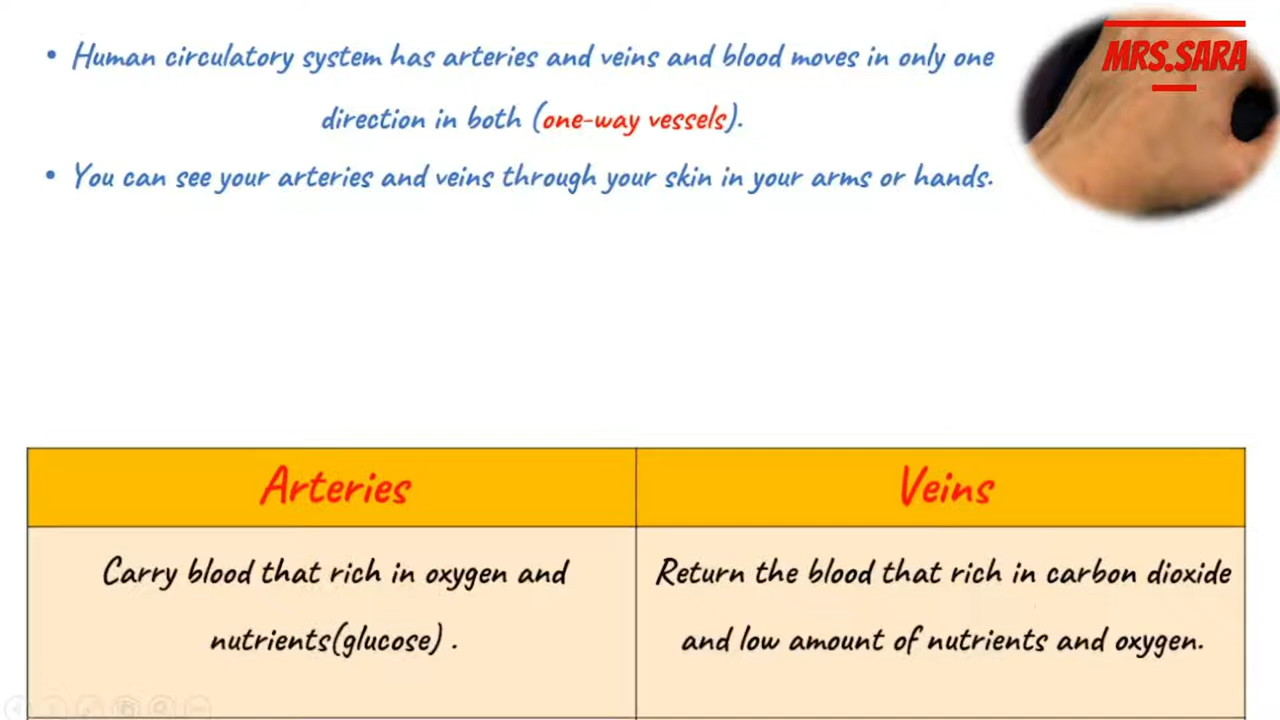 • Human circulatory system has arteries and veins and blood moves in only one
direction in both (one-way vessels).
• You can see your arteries and veins through your skin in your arms or hands.
MRS.SARA
Arteries
Veins
Carry blood that rich in oxygen and
nutrients(glucose) .
Return the blood that rich in carbon dioxide
and low amount of nutrients and oxygen.